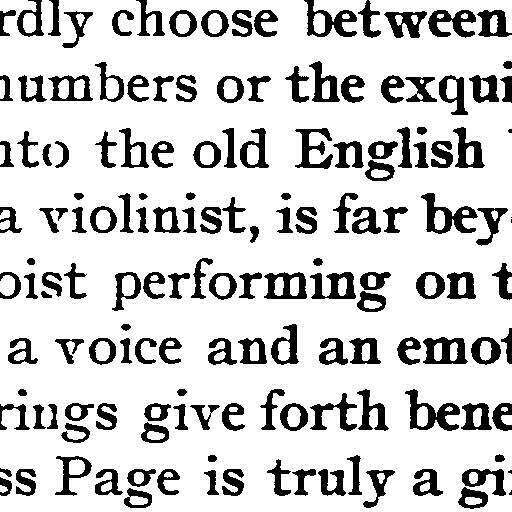 rdly choose between
numbers or the exqui
nto the old English
a violinist, is far bey-
oist performing on t
a voice and an emot
rings give forth bene
ss Page is truly a gi